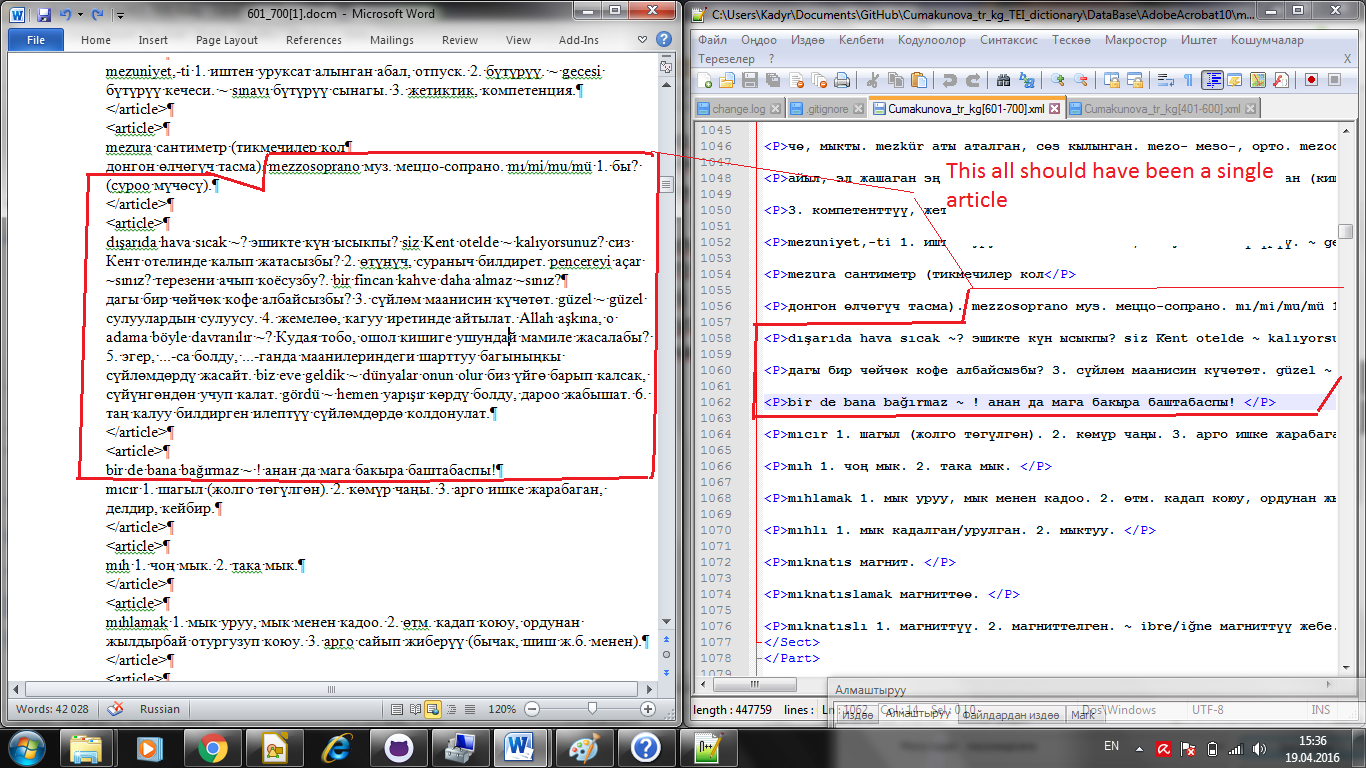 601_700[1].docm - Microsoft Word
File Home Insert Page Layout References Mailings Review View Add-Ins
mezuniyet,-ti 1. иштен уруксат алынган абал, отпуск. 2. бүтүрүү. ~ gecesi
бүтүрүү кечеси. ~ sınavı бүтүрүү сынагы. 3. жетиктик, компетенция.¶
</article>¶
<article>¶
mezura сантиметр (тикмечилер кол¶
донгон өлчөгүч тасма). mezzosoprano муз. меццо-сопрано. mı/mi/mu/mü 1. бы?
(суроо мүчөсү).¶
</article>¶
<article>¶
dışarıda hava sıcak ~? эшикте күн ысыкпы? siz Kent otelde ~ kalıyorsunuz? сиз
Кент отелинде калып жатасызбы? 2. өтүнүч, сураныч билдирет. pencereyi açar
~sınız? терезени ачып коёсузбу?. bir fincan kahve daha almaz ~sınız?¶
дагы бир чөйчөк кофе албайсызбы? 3. сүйлөм маанисин күчөтөт. güzel ~ güzel
сулуулардын сулуусу. 4. жемелөө, кагуу иретинде айтылат. Allah aşkına, o
adama böyle davranılır ~? Кудая тобо, ошол кишиге ушундай мамиле жасалабы?
5. эгер, ...-са болду, ...-ганда маанилериндеги шарттуу багыныңкы
сүйлөмдөрдү жасайт. biz eve geldik ~ dünyalar onun olur биз үйгө барып калсак,
сүйүнгөндөн учуп калат. gördü ~ hemen yapışır көрдү болду, дароо жабышат. 6.
таң калуу билдирген илептүү сүйлөмдөрдө колдонулат.¶
</article>¶
<article>¶
bir de bana bağırmaz ~ ! анан да мага бакыра баштабаспы!¶
mıcır 1. шагыл (жолго төгүлгөн). 2. көмүр чаңы. 3. арго ишке жарабаган,
делдир, кейбир.¶
</article>¶
<article>¶
mıh 1. чоң мык. 2. така мык.¶
</article>¶
<article>¶
mıhlamak 1. мык уруу, мык менен кадоо. 2. өтм. кадап коюу, ордунан
жылдырбай отургузуп коюу. 3. арго сайып жиберүү (бычак, шиш ж.б. менен).¶
</article>¶
<article>¶
Words: 42 028 Russian 120%
C:\Users\Kadyr\Documents\GitHub\Cumakunova_tr_kg_TEI_dictionary\DataBase\AdobeAcrobat10\m...
Файл Оңдоо Издөө Келбети Кодулоолор Синтаксис Тескөө Макростор Иштет Кошумчалар
Терезелер ? X
change.log .gitignore Cumakunova_tr_kg[601-700].xml Cumakunova_tr_kg[401-600].xml
1045
1046 <P>чө, мыкты. mezkür аты аталган, сөз кылынган. mezo- meso-, орто. mezo
1047
1048 <P>айыл, эл жашаган эң
1049
1050 <P>3. компетенттүү, жет
1051
1052 <P>mezuniyet,-ti 1. ишт
1053
1054 <P>mezura сантиметр (тикмечилер кол</P>
1055
1056 <P>донгон өлчөгүч тасма). mezzosoprano муз. меццо-сопрано. mı/mi/mu/mü 1
1057
1058 <P>dışarıda hava sıcak ~? эшикте күн ысыкпы? siz Kent otelde ~ kalıyorsu
1059
1060 <P>дагы бир чөйчөк кофе албайсызбы? 3. сүйлөм маанисин күчөтөт. güzel ~
1061
1062 <P>bir de bana bağırmaz ~ ! анан да мага бакыра баштабаспы! </P>
1063
1064 <P>mıcır 1. шагыл (жолго төгүлгөн). 2. көмүр чаңы. 3. арго ишке жарабага
1065
1066 <P>mıh 1. чоң мык. 2. така мык. </P>
1067
1068 <P>mıhlamak 1. мык уруу, мык менен кадоо. 2. өтм. кадап коюу, ордунан жы
1069
1070 <P>mıhlı 1. мык кадалган/урулган. 2. мыктуу. </P>
1071
1072 <P>mıknatıs магнит. </P>
1073
1074 <P>mıknatıslamak магниттөө. </P>
1075
1076 <P>mıknatıslı 1. магниттүү. 2. магниттелген. ~ ibre/iğne магниттүү жебе.
1077 </Sect>
1078 </Part>
1079
This all should have been a single
article
Алмаштыруу
Издөө Алмаштыруу Файлдардан издөө Mark
length : 447759 lines : Dos\Windows UTF-8 INS
EN 15:36
19.04.2016